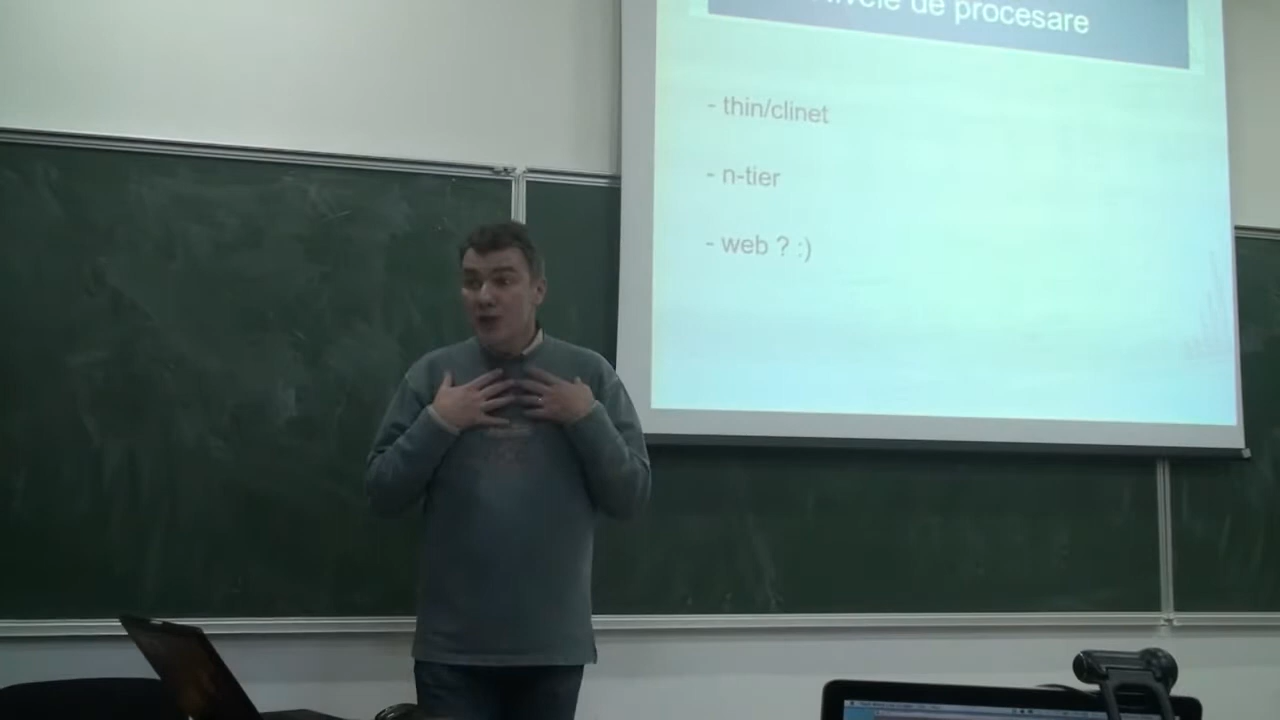 de procesare
- thin/clinet
- n-tier
- web ? :)